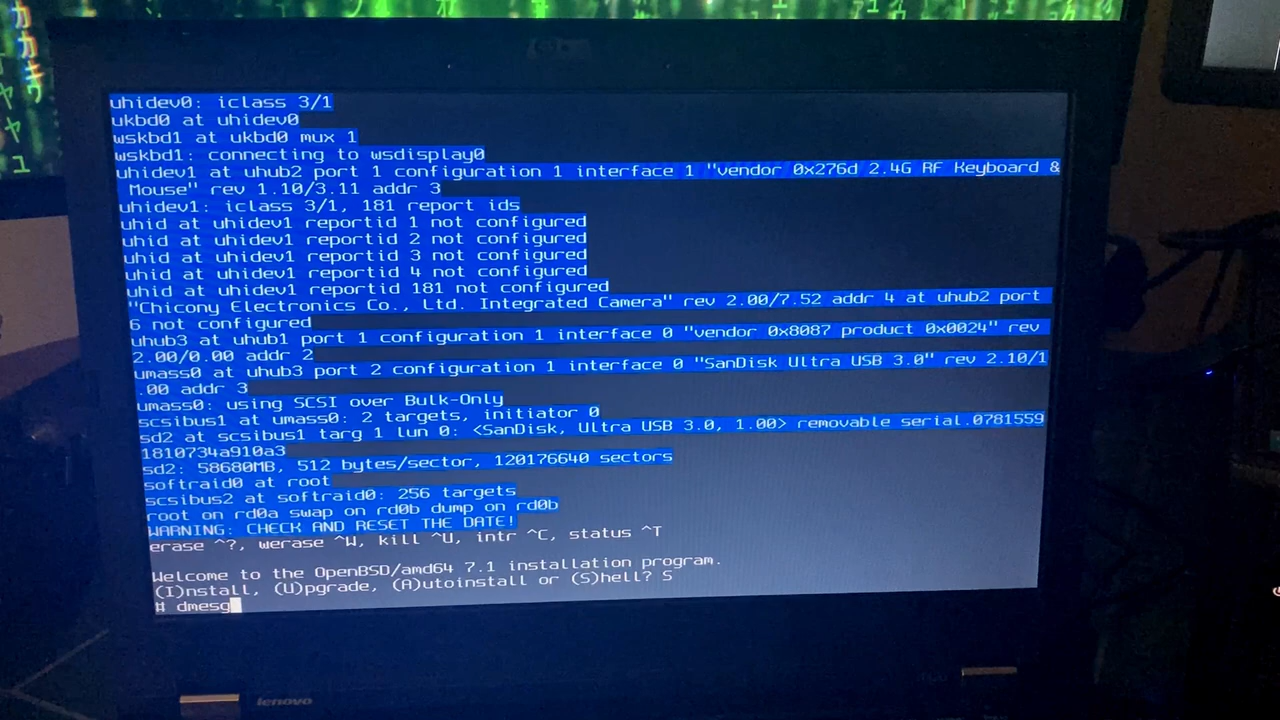 uhidev0: iclass 3/1
ukbd0 at uhidev0
wskbd1 at ukbd0 mux 1
wskbd1: connecting to wsdisplay0
uhidev1 at uhub2 port 1 configuration 1 interface 1 "vendor 0x276d 2.4G RF Keyboard &
Mouse" rev 1.10/3.11 addr 3
uhidev1: iclass 3/1, 181 report ids
uhid at uhidev1 reportid 1 not configured
uhid at uhidev1 reportid 2 not configured
uhid at uhidev1 reportid 3 not configured
uhid at uhidev1 reportid 4 not configured
uhid at uhidev1 reportid 181 not configured
"Chicony Electronics Co., Ltd. Integrated Camera" rev 2.00/7.52 addr 4 at uhub2 port
6 not configured
uhub3 at uhub1 port 1 configuration 1 interface 0 "vendor 0x8087 product 0x0024" rev
2.00/0.00 addr 2
umass0 at uhub3 port 2 configuration 1 interface 0 "SanDisk Ultra USB 3.0" rev 2.10/1
.00 addr 3
umass0: using SCSI over Bulk-Only
scsibus1 at umass0: 2 targets, initiator 0
sd2 at scsibus1 targ 1 lun 0: <SanDisk, Ultra USB 3.0, 1.00> removable serial.0781559
1810734a910a3
sd2: 58680MB, 512 bytes/sector, 120176640 sectors
softraid0 at root
scsibus2 at softraid0: 256 targets
root on rd0a swap on rd0b dump on rd0b
WARNING: CHECK AND RESET THE DATE!
erase ^?, werase ^W, kill ^U, intr ^C, status ^T
Welcome to the OpenBSD/amd64 7.1 installation program.
(I)nstall, (U)pgrade, (A)utoinstall or (S)hell? S
# dmesg
lenovo